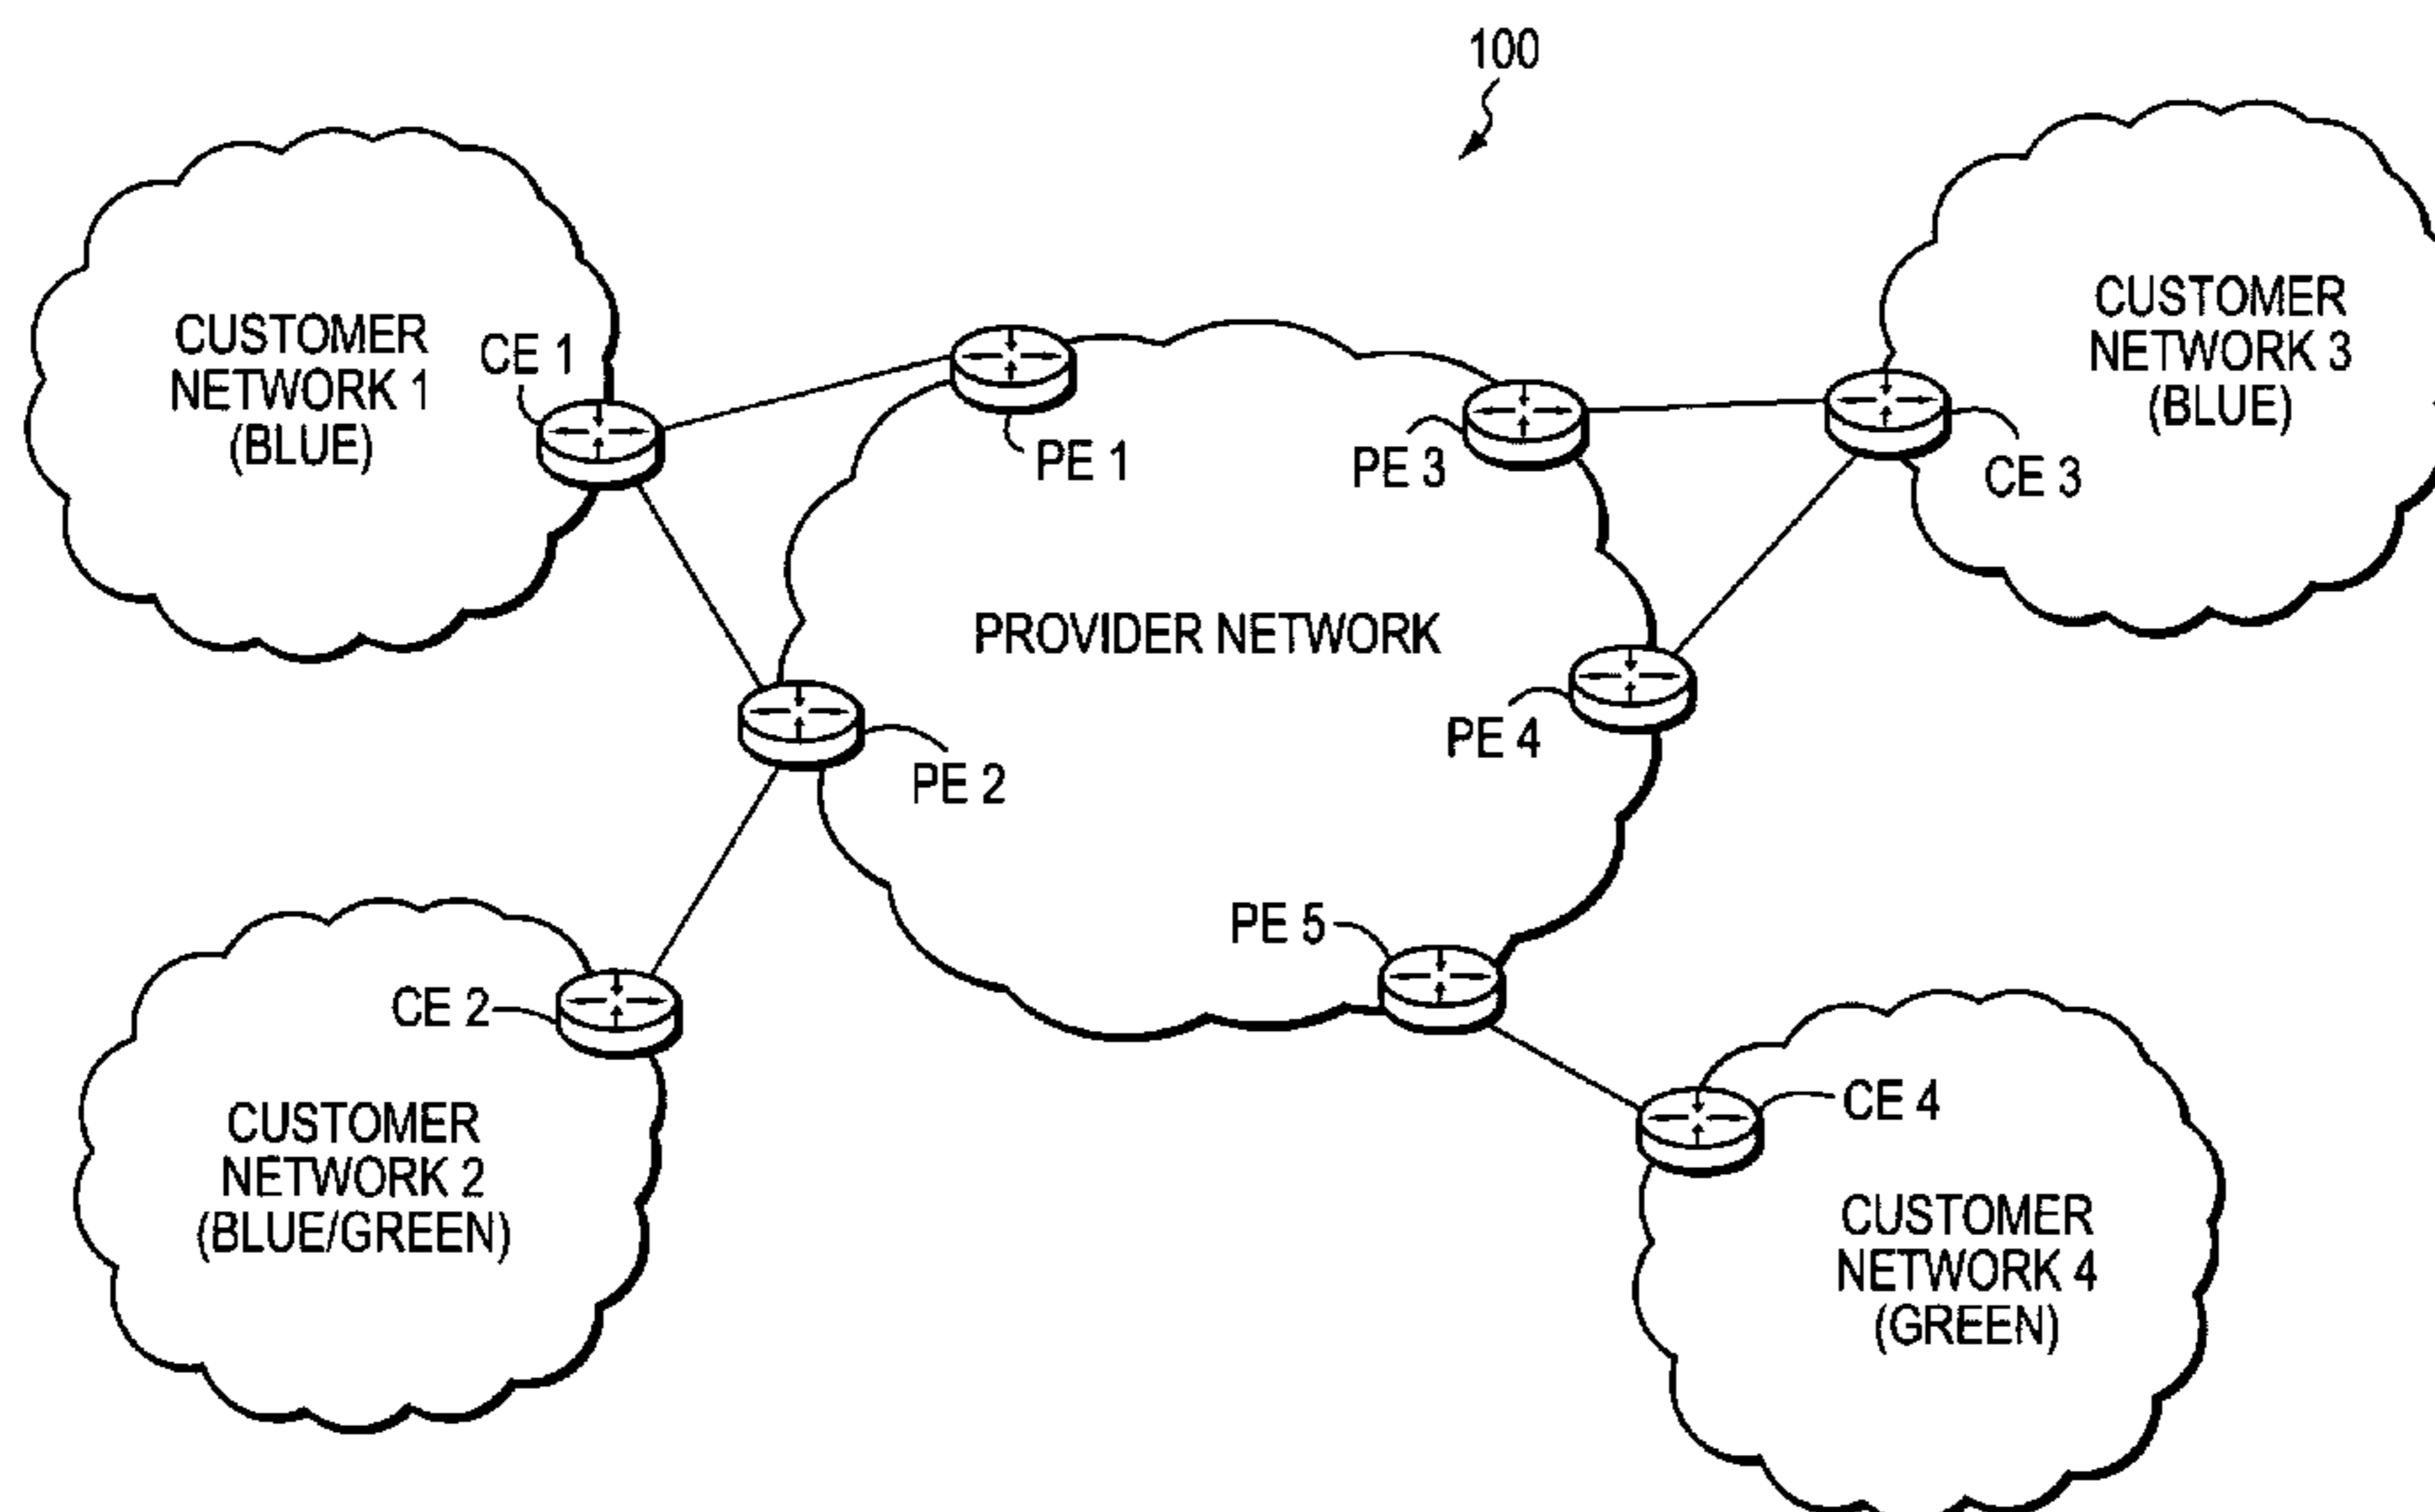 100
CUSTOMER
NETWORK 1
(BLUE)
CE 1
PE 1
PE 3
CUSTOMER
NETWORK 3
(BLUE)
CE 3
PROVIDER NETWORK
PE 2
PE 4
PE 5
CE 2
CUSTOMER
NETWORK 2
(BLUE/GREEN)
CE 4
CUSTOMER
NETWORK 4
(GREEN)